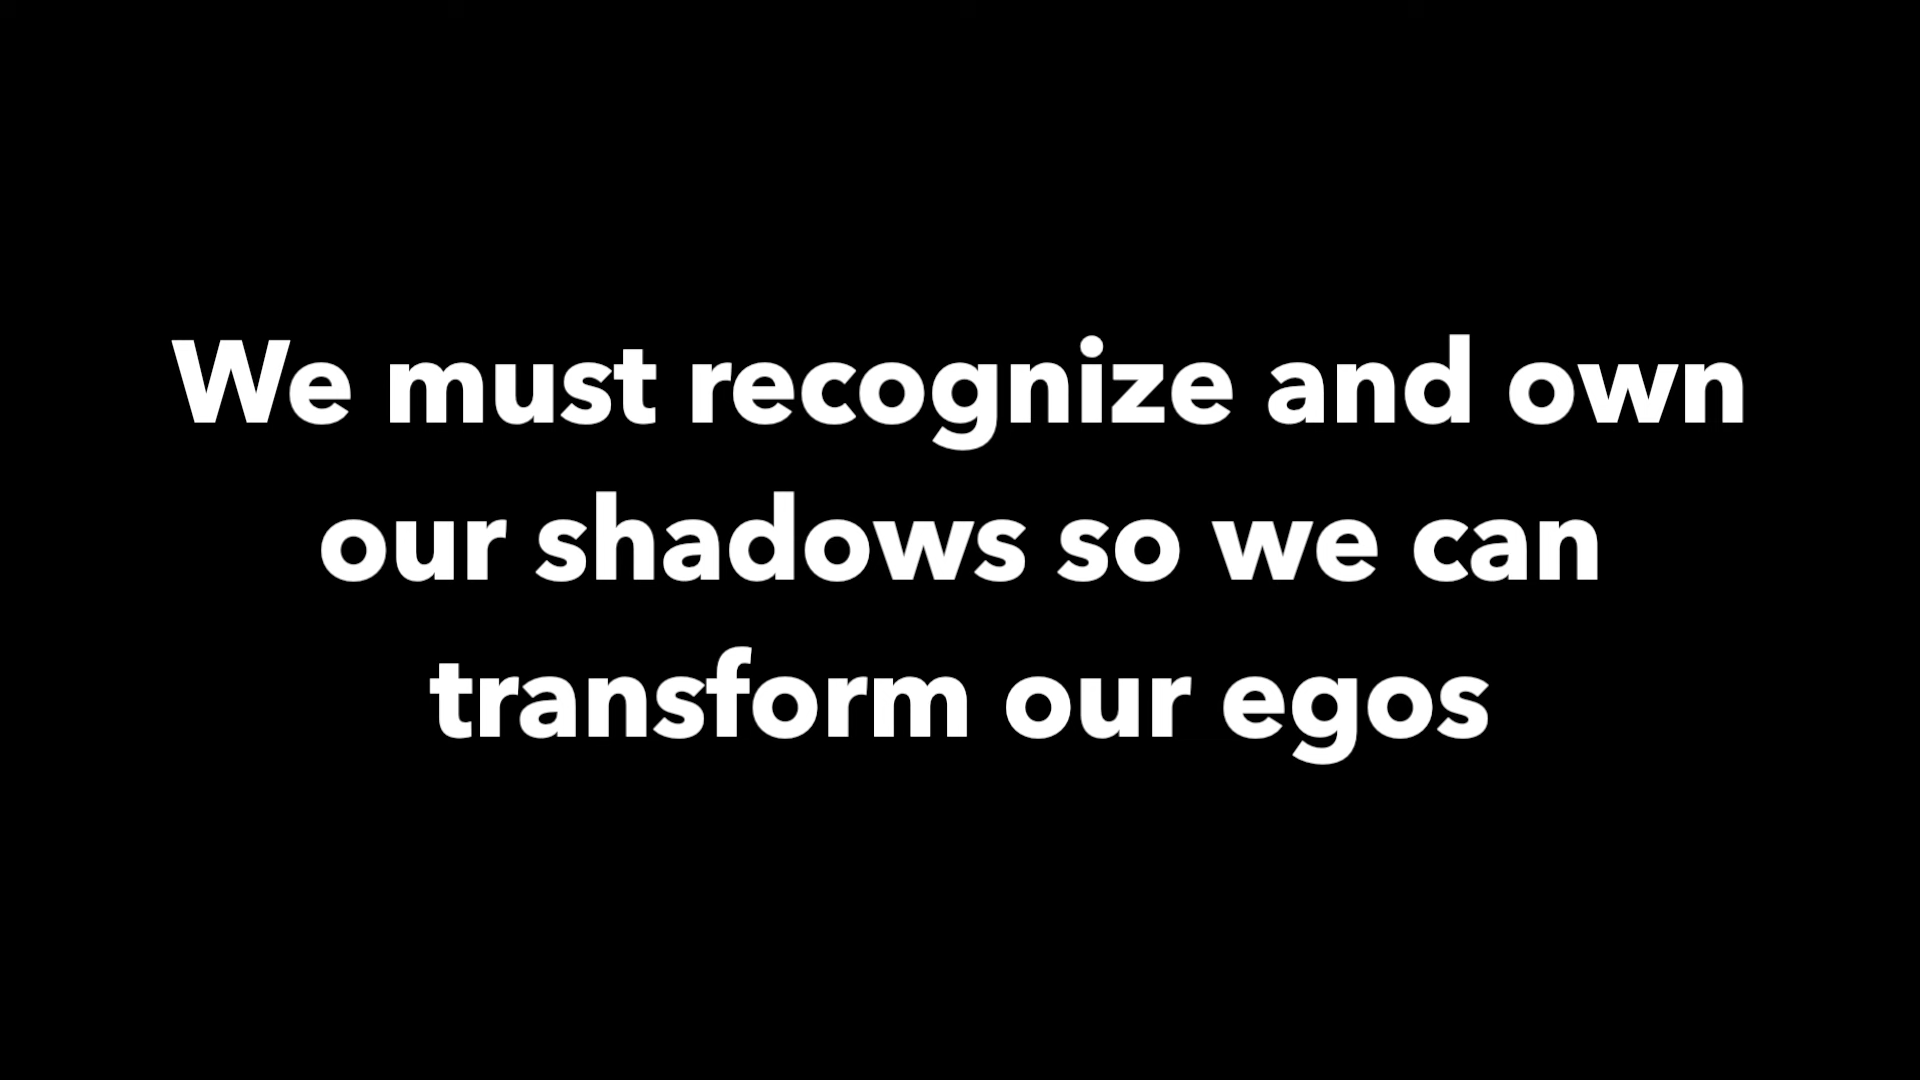 We must recognize and own
our shadows so we can
transform our egos